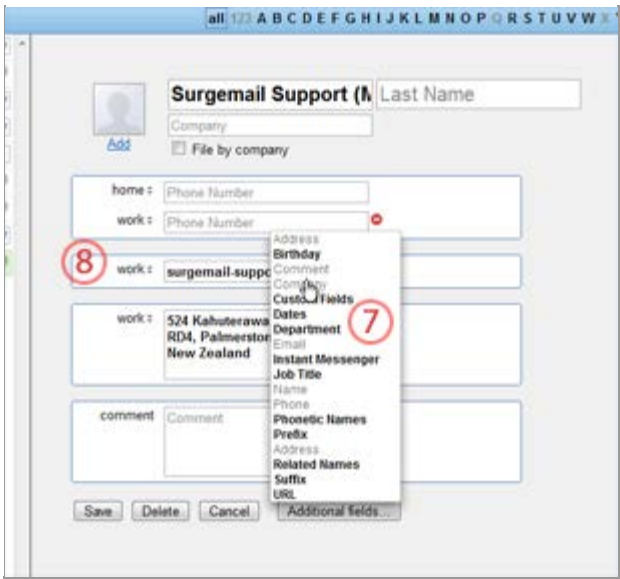 all 123 A B C D E F G H I J K L M N O P Q R S T U V W X
Surgemail Support (M Last Name
Company
Add
File by company
home : Phone Number
work : Phone Number
8
work : surgemail-suppo
work : 524 Kahuterawa
RD4, Palmerston
New Zealand
comment Comment
Address
Birthday
Comment
Company
Custom Fields
Dates
Department
7
Email
Instant Messenger
Job Title
Name
Phone
Phonetic Names
Prefix
Address
Related Names
Suffix
URL
Save Delete Cancel Additional fields...